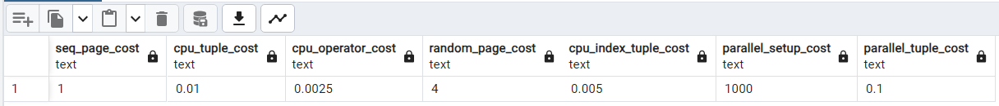 seq_page_cost cpu_tuple_cost cpu_operator_cost random_page_cost cpu_index_tuple_cost parallel_setup_cost parallel_tuple_cost
text text text text text text text
1 1 0.01 0.0025 4 0.005 1000 0.1